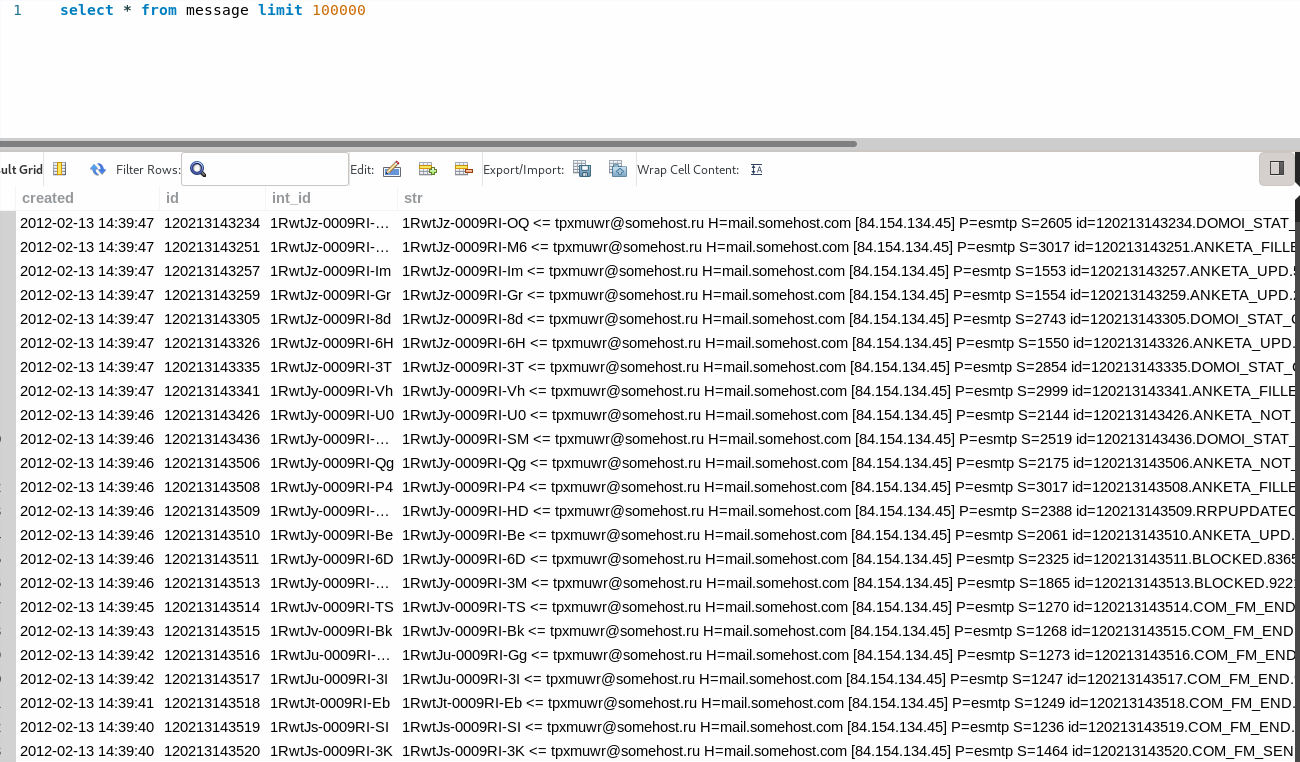 1 select * from message limit 100000
ult Grid Filter Rows: Edit: Export/Import: Wrap Cell Content:
created id int_id str
2012-02-13 14:39:47 120213143234 1RwtJz-0009RI-… 1RwtJz-0009RI-OQ <= tpxmuwr@somehost.ru H=mail.somehost.com [84.154.134.45] P=esmtp S=2605 id=120213143234.DOMOI_STAT_
2012-02-13 14:39:47 120213143251 1RwtJz-0009RI-… 1RwtJz-0009RI-M6 <= tpxmuwr@somehost.ru H=mail.somehost.com [84.154.134.45] P=esmtp S=3017 id=120213143251.ANKETA_FILLE
2012-02-13 14:39:47 120213143257 1RwtJz-0009RI-Im 1RwtJz-0009RI-Im <= tpxmuwr@somehost.ru H=mail.somehost.com [84.154.134.45] P=esmtp S=1553 id=120213143257.ANKETA_UPD.
2012-02-13 14:39:47 120213143259 1RwtJz-0009RI-Gr 1RwtJz-0009RI-Gr <= tpxmuwr@somehost.ru H=mail.somehost.com [84.154.134.45] P=esmtp S=1554 id=120213143259.ANKETA_UPD.
2012-02-13 14:39:47 120213143305 1RwtJz-0009RI-8d 1RwtJz-0009RI-8d <= tpxmuwr@somehost.ru H=mail.somehost.com [84.154.134.45] P=esmtp S=2743 id=120213143305.DOMOI_STAT_
2012-02-13 14:39:47 120213143326 1RwtJz-0009RI-6H 1RwtJz-0009RI-6H <= tpxmuwr@somehost.ru H=mail.somehost.com [84.154.134.45] P=esmtp S=1550 id=120213143326.ANKETA_UPD.
2012-02-13 14:39:47 120213143335 1RwtJz-0009RI-3T 1RwtJz-0009RI-3T <= tpxmuwr@somehost.ru H=mail.somehost.com [84.154.134.45] P=esmtp S=2854 id=120213143335.DOMOI_STAT_
2012-02-13 14:39:47 120213143341 1RwtJy-0009RI-Vh 1RwtJy-0009RI-Vh <= tpxmuwr@somehost.ru H=mail.somehost.com [84.154.134.45] P=esmtp S=2999 id=120213143341.ANKETA_FILLE
2012-02-13 14:39:46 120213143426 1RwtJy-0009RI-U0 1RwtJy-0009RI-U0 <= tpxmuwr@somehost.ru H=mail.somehost.com [84.154.134.45] P=esmtp S=2144 id=120213143426.ANKETA_NOT_
2012-02-13 14:39:46 120213143436 1RwtJy-0009RI-… 1RwtJy-0009RI-SM <= tpxmuwr@somehost.ru H=mail.somehost.com [84.154.134.45] P=esmtp S=2519 id=120213143436.DOMOI_STAT_
2012-02-13 14:39:46 120213143506 1RwtJy-0009RI-Qg 1RwtJy-0009RI-Qg <= tpxmuwr@somehost.ru H=mail.somehost.com [84.154.134.45] P=esmtp S=2175 id=120213143506.ANKETA_NOT_
2012-02-13 14:39:46 120213143508 1RwtJy-0009RI-P4 1RwtJy-0009RI-P4 <= tpxmuwr@somehost.ru H=mail.somehost.com [84.154.134.45] P=esmtp S=3017 id=120213143508.ANKETA_FILLE
2012-02-13 14:39:46 120213143509 1RwtJy-0009RI-… 1RwtJy-0009RI-HD <= tpxmuwr@somehost.ru H=mail.somehost.com [84.154.134.45] P=esmtp S=2388 id=120213143509.RRPUPDATEC
2012-02-13 14:39:46 120213143510 1RwtJy-0009RI-Be 1RwtJy-0009RI-Be <= tpxmuwr@somehost.ru H=mail.somehost.com [84.154.134.45] P=esmtp S=2061 id=120213143510.ANKETA_UPD.
2012-02-13 14:39:46 120213143511 1RwtJy-0009RI-6D 1RwtJy-0009RI-6D <= tpxmuwr@somehost.ru H=mail.somehost.com [84.154.134.45] P=esmtp S=2325 id=120213143511.BLOCKED.8365
2012-02-13 14:39:46 120213143513 1RwtJy-0009RI-… 1RwtJy-0009RI-3M <= tpxmuwr@somehost.ru H=mail.somehost.com [84.154.134.45] P=esmtp S=1865 id=120213143513.BLOCKED.922
2012-02-13 14:39:45 120213143514 1RwtJv-0009RI-TS 1RwtJv-0009RI-TS <= tpxmuwr@somehost.ru H=mail.somehost.com [84.154.134.45] P=esmtp S=1270 id=120213143514.COM_FM_END
2012-02-13 14:39:43 120213143515 1RwtJv-0009RI-Bk 1RwtJv-0009RI-Bk <= tpxmuwr@somehost.ru H=mail.somehost.com [84.154.134.45] P=esmtp S=1268 id=120213143515.COM_FM_END
2012-02-13 14:39:42 120213143516 1RwtJu-0009RI-… 1RwtJu-0009RI-Gg <= tpxmuwr@somehost.ru H=mail.somehost.com [84.154.134.45] P=esmtp S=1273 id=120213143516.COM_FM_END
2012-02-13 14:39:42 120213143517 1RwtJu-0009RI-3I 1RwtJu-0009RI-3I <= tpxmuwr@somehost.ru H=mail.somehost.com [84.154.134.45] P=esmtp S=1247 id=120213143517.COM_FM_END.
2012-02-13 14:39:41 120213143518 1RwtJt-0009RI-Eb 1RwtJt-0009RI-Eb <= tpxmuwr@somehost.ru H=mail.somehost.com [84.154.134.45] P=esmtp S=1249 id=120213143518.COM_FM_END.
2012-02-13 14:39:40 120213143519 1RwtJs-0009RI-SI 1RwtJs-0009RI-SI <= tpxmuwr@somehost.ru H=mail.somehost.com [84.154.134.45] P=esmtp S=1236 id=120213143519.COM_FM_END.
2012-02-13 14:39:40 120213143520 1RwtJs-0009RI-3K 1RwtJs-0009RI-3K <= tpxmuwr@somehost.ru H=mail.somehost.com [84.154.134.45] P=esmtp S=1464 id=120213143520.COM_FM_SEN